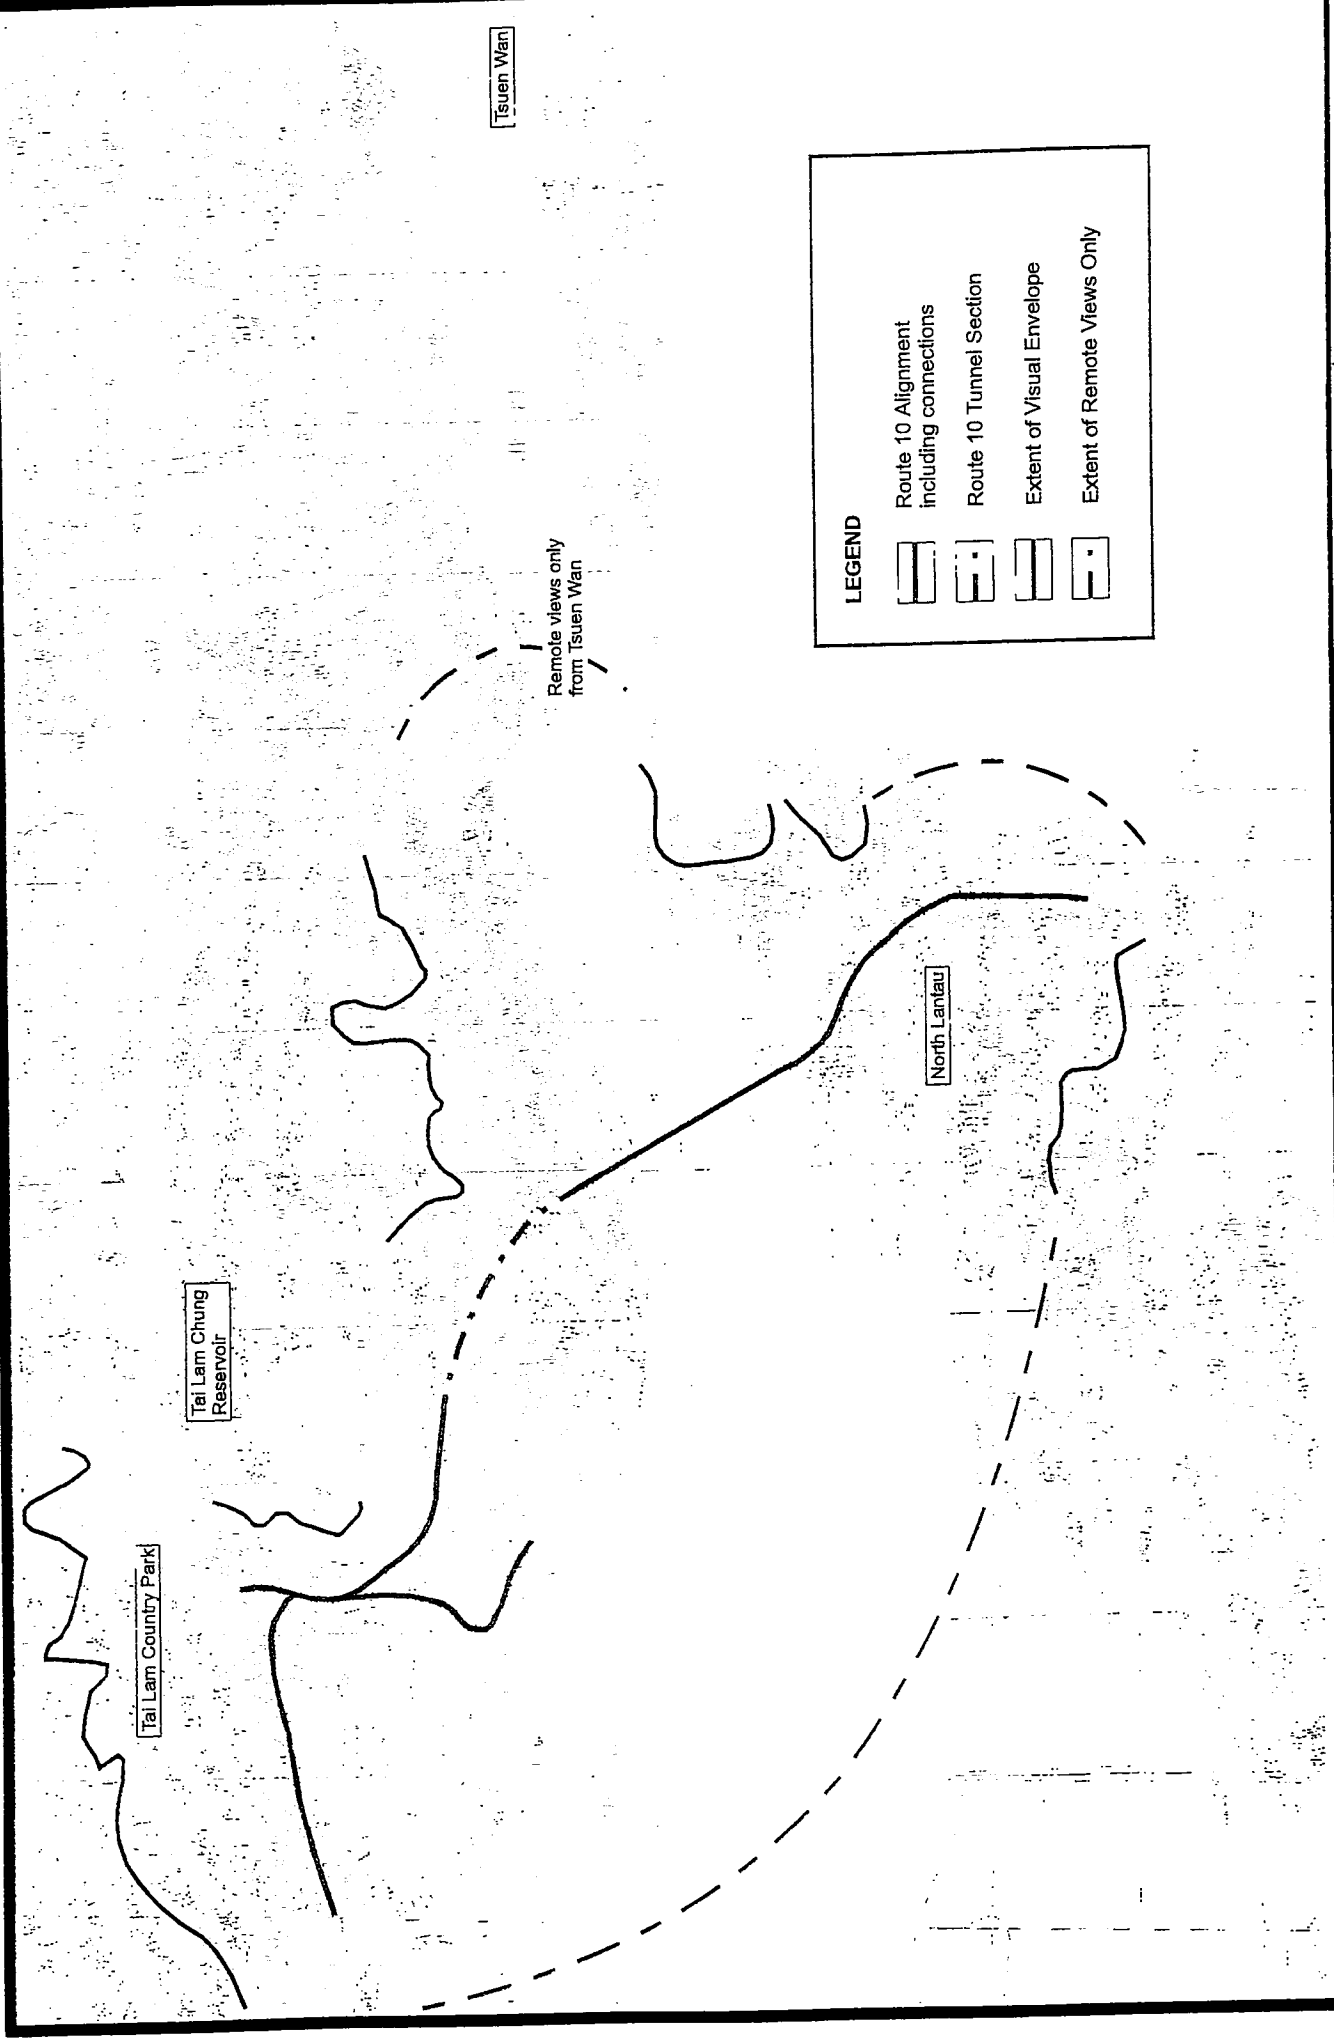 Tai Lam Country Park
Tai Lam Chung
Reservoir
Tsuen Wan
Remote views only
from Tsuen Wan
North Lantau
LEGEND
Route 10 Alignment
including connections
Route 10 Tunnel Section
Extent of Visual Envelope
Extent of Remote Views Only